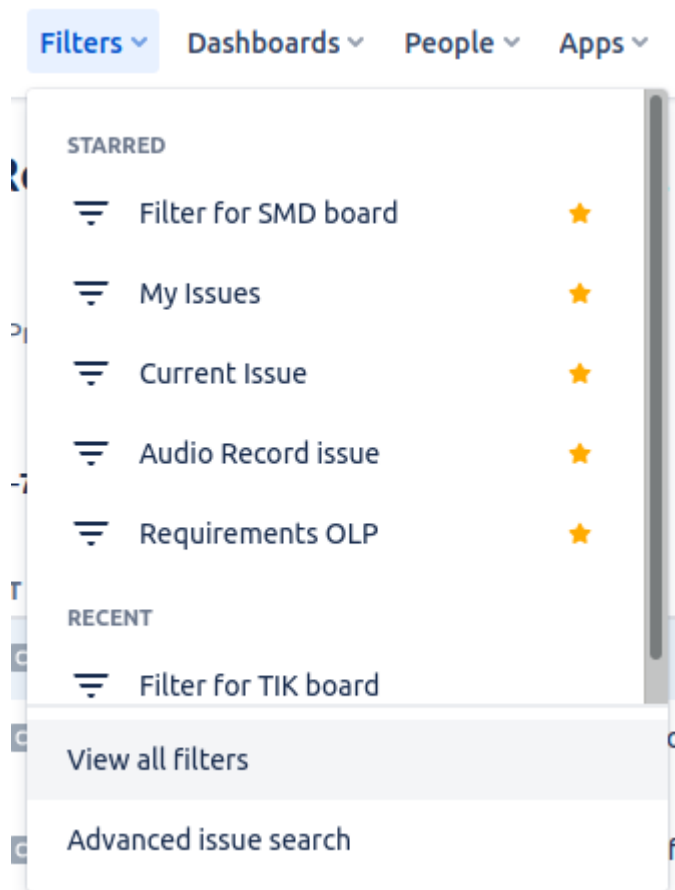 Filters Dashboards People Apps
STARRED
Filter for SMD board
My Issues
Current Issue
Audio Record issue
Requirements OLP
RECENT
Filter for TIK board
View all filters
Advanced issue search